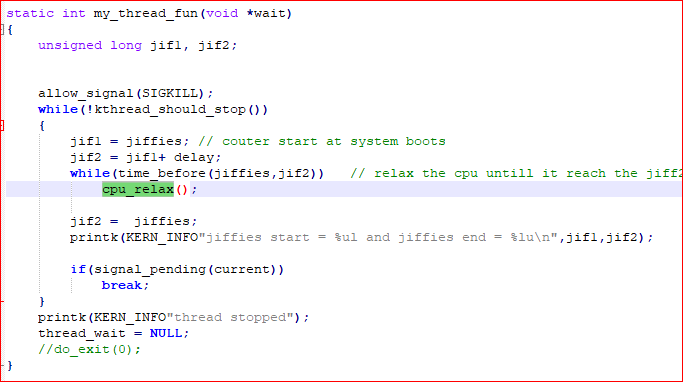 static int my_thread_fun(void *wait)
{
unsigned long jif1, jif2;
allow_signal(SIGKILL);
while(!kthread_should_stop())
{
jif1 = jiffies; // couter start at system boots
jif2 = jif1+ delay;
while(time_before(jiffies,jif2)) // relax the cpu untill it reach the jiff2
cpu_relax();
jif2 = jiffies;
printk(KERN_INFO"jiffies start = %ul and jiffies end = %lu\n",jif1,jif2);
if(signal_pending(current))
break;
}
printk(KERN_INFO"thread stopped");
thread_wait = NULL;
//do_exit(0);
}